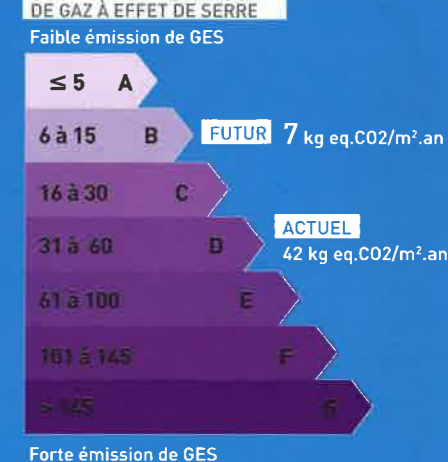 DE GAZ À EFFET DE SERRE
Faible émission de GES
≤ 5 A
6 à 15 B FUTUR 7 kg eq.CO2/m².an
16 à 30 C
ACTUEL
31 à 60 D 42 kg eq.CO2/m².an
61 à 100 E
101 à 145 F
> 145 G
Forte émission de GES